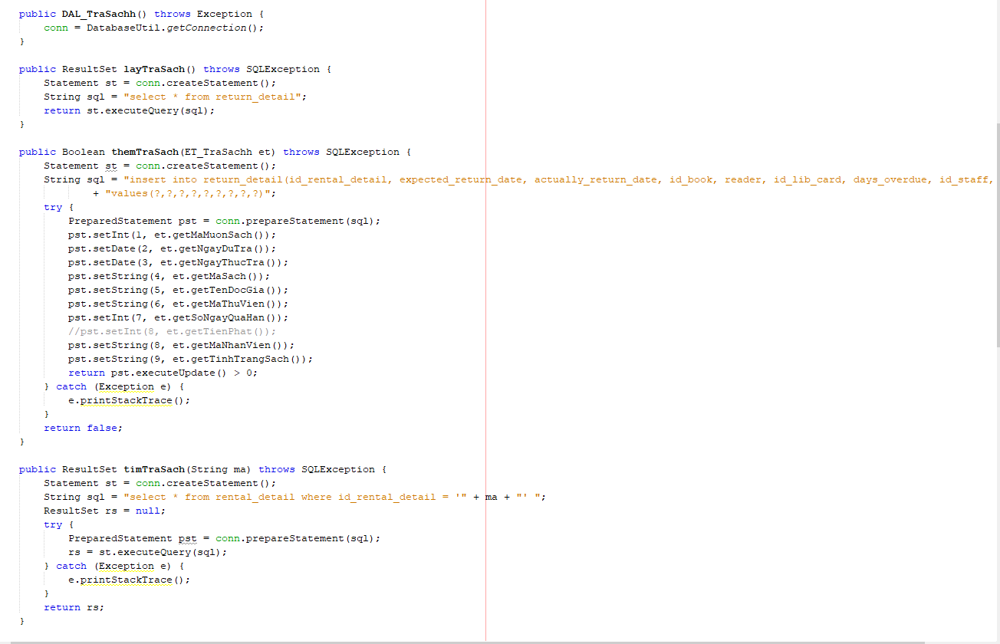 public DAL_TraSachh() throws Exception {
conn = DatabaseUtil.getConnection();
}
public ResultSet layTraSach() throws SQLException {
Statement st = conn.createStatement();
String sql = "select * from return_detail";
return st.executeQuery(sql);
}
public Boolean themTraSach(ET_TraSachh et) throws SQLException {
Statement st = conn.createStatement();
String sql = "insert into return_detail(id_rental_detail, expected_return_date, actually_return_date, id_book, reader, id_lib_card, days_overdue, id_staff,
+ "values(?,?,?,?,?,?,?,?,?)";
try {
PreparedStatement pst = conn.prepareStatement(sql);
pst.setInt(1, et.getMaMuonSach());
pst.setDate(2, et.getNgayDuTra());
pst.setDate(3, et.getNgayThucTra());
pst.setString(4, et.getMaSach());
pst.setString(5, et.getTenDocGia());
pst.setString(6, et.getMaThuVien());
pst.setInt(7, et.getSoNgayQuaHan());
//pst.setInt(8, et.getTienPhat());
pst.setString(8, et.getMaNhanVien());
pst.setString(9, et.getTinhTrangSach());
return pst.executeUpdate() > 0;
} catch (Exception e) {
e.printStackTrace();
}
return false;
}
public ResultSet timTraSach(String ma) throws SQLException {
Statement st = conn.createStatement();
String sql = "select * from rental_detail where id_rental_detail = '" + ma + "' ";
ResultSet rs = null;
try {
PreparedStatement pst = conn.prepareStatement(sql);
rs = st.executeQuery(sql);
} catch (Exception e) {
e.printStackTrace();
}
return rs;
}